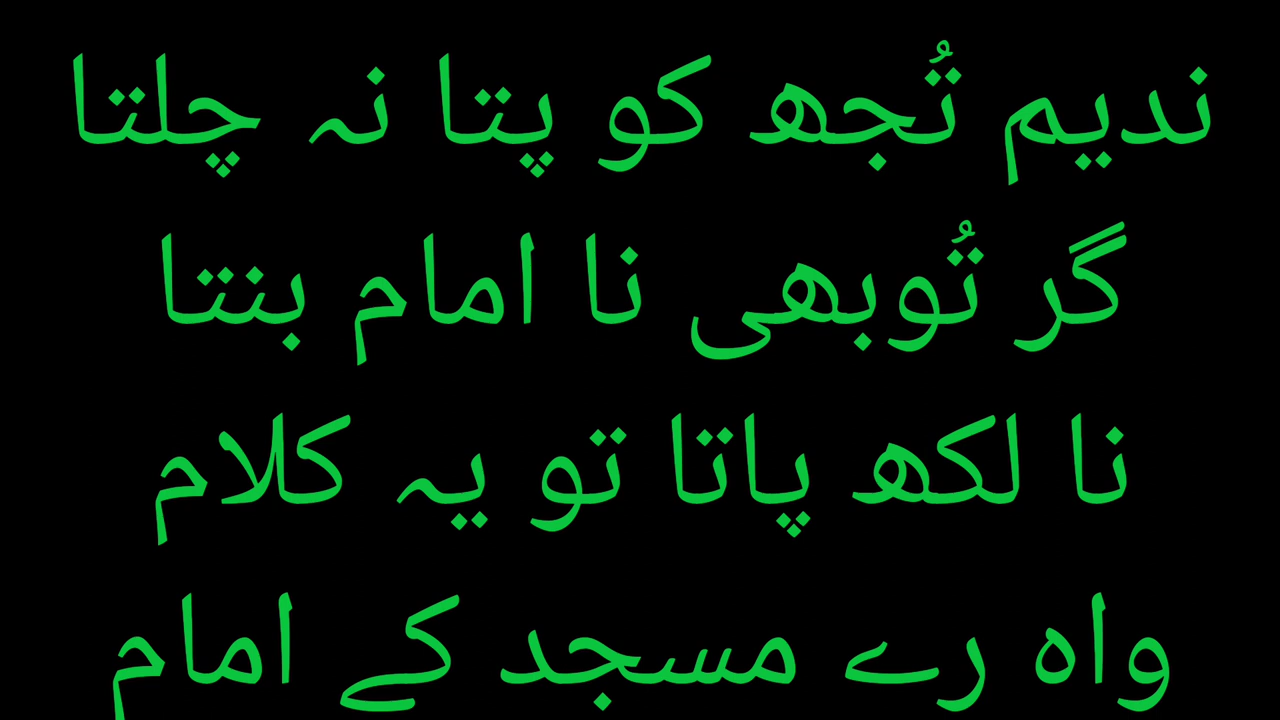 ندیم تُجھ کو پتا نہ چلتا
گر تُوبھی نا امام بنتا
نا لکھ پاتا تو یہ کلام
واہ رے مسجد کے امام